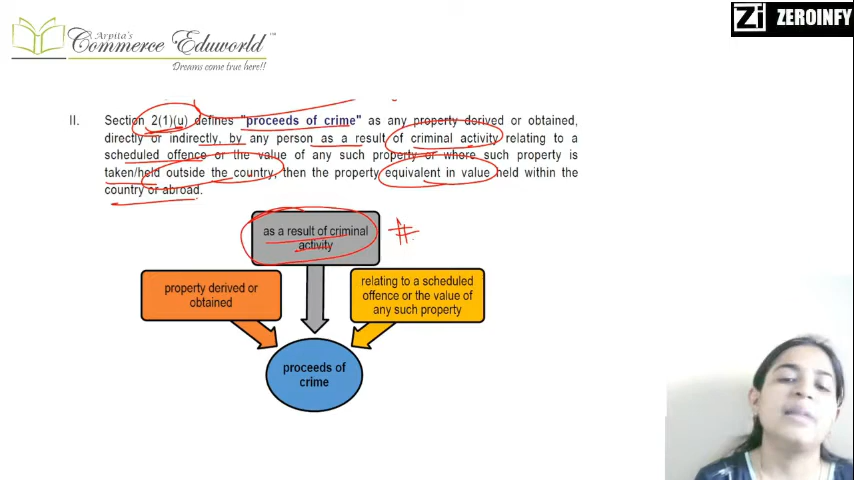 Arpita's
Commerce Eduworld™
Dreams come true here!!
Zi ZEROINFY
II. Section 2(1)(u) defines "proceeds of crime" as any property derived or obtained,
directly or indirectly, by any person as a result of criminal activity relating to a
scheduled offence or the value of any such property or where such property is
taken/held outside the country, then the property equivalent in value held within the
country or abroad.
as a result of criminal
activity
#
property derived or
obtained
relating to a scheduled
offence or the value of
any such property
proceeds of
crime